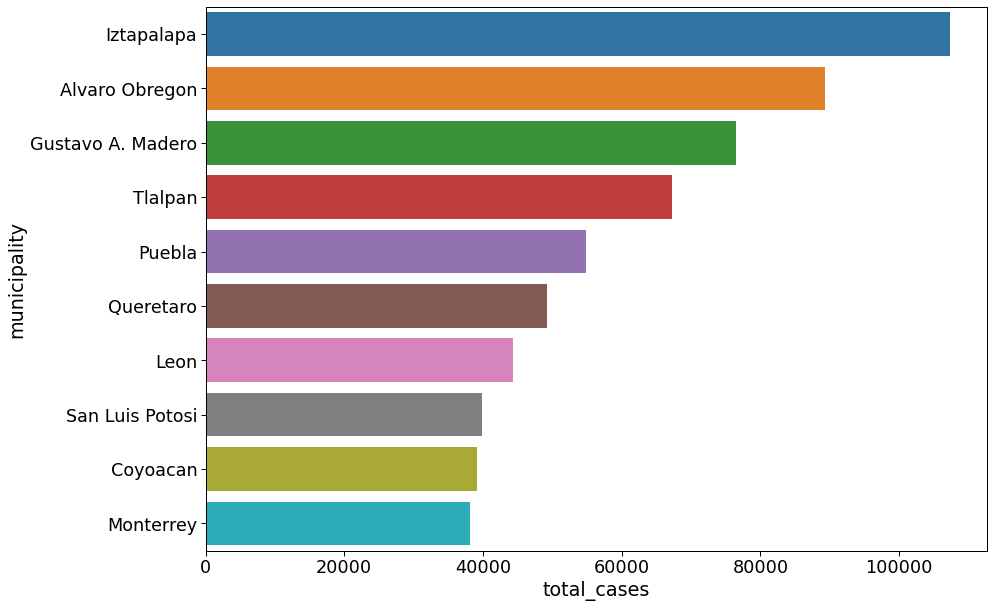 Iztapalapa
Alvaro Obregon
Gustavo A. Madero
Tlalpan
Puebla
Queretaro
Leon
San Luis Potosi
Coyoacan
Monterrey
municipality
0 20000 40000 60000 80000 100000
total_cases